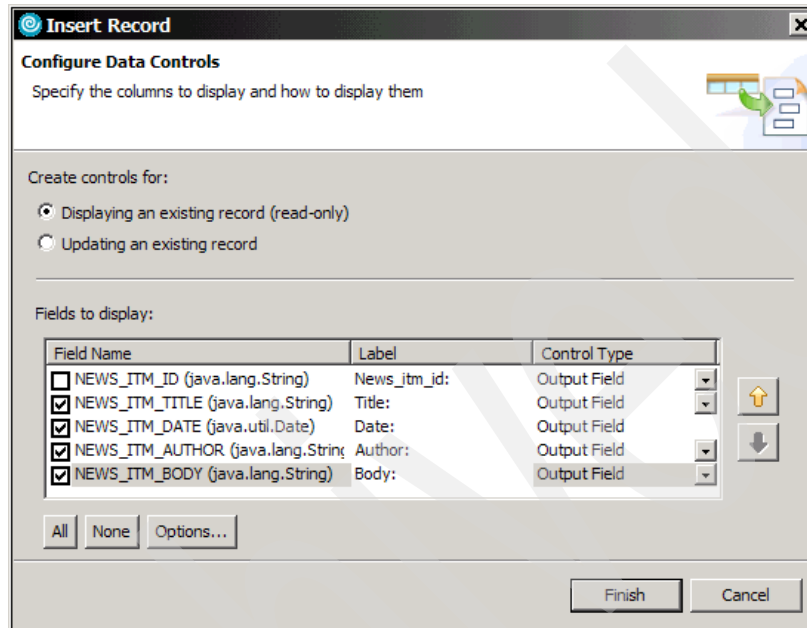 Insert Record
Configure Data Controls
Specify the columns to display and how to display them
Create controls for:
Displaying an existing record (read-only)
Updating an existing record
Fields to display:
Field Name Label Control Type
NEWS_ITM_ID (java.lang.String) News_itm_id: Output Field
NEWS_ITM_TITLE (java.lang.String) Title: Output Field
NEWS_ITM_DATE (java.util.Date) Date: Output Field
NEWS_ITM_AUTHOR (java.lang.String Author: Output Field
NEWS_ITM_BODY (java.lang.String) Body: Output Field
All None Options...
Finish Cancel